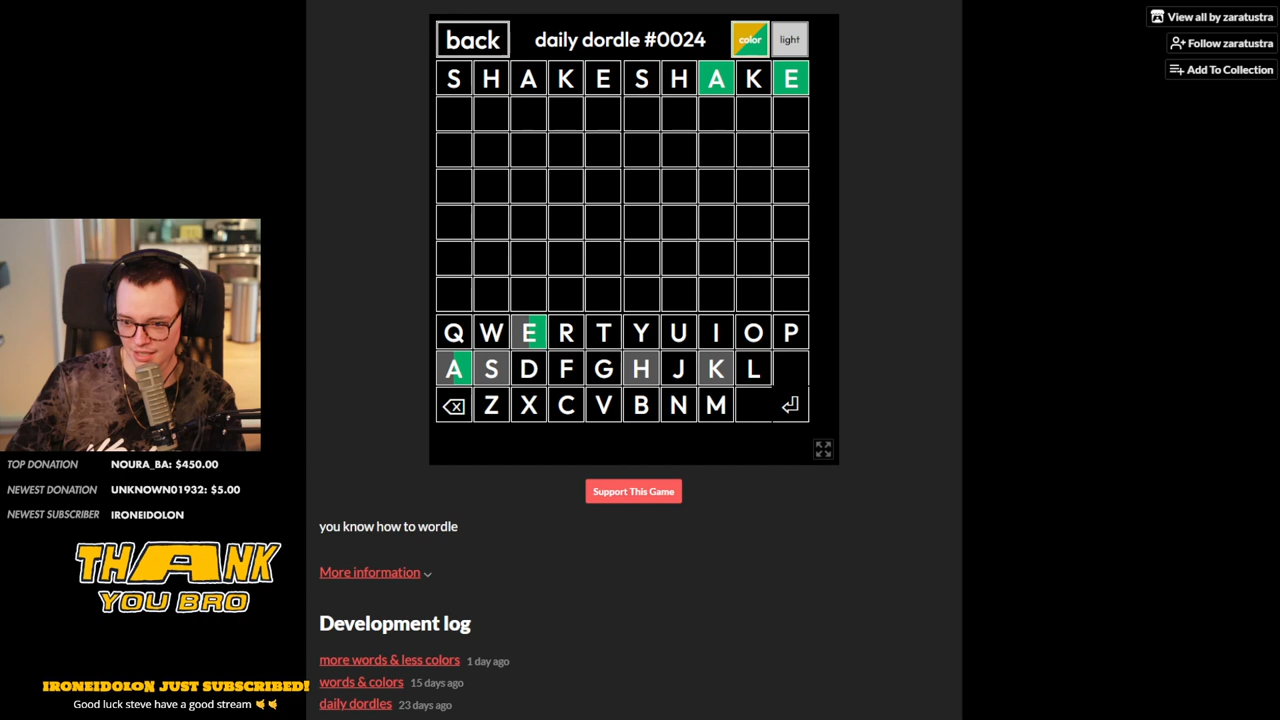 View all by zaratustra
Follow zaratustra
Add To Collection
back
daily dordle #0024
color
light
S H A K E S H A K E
Q W E R T Y U I O P
A S D F G H J K L
Z X C V B N M
Support This Game
you know how to wordle
More information
Development log
more words & less colors 1 day ago
words & colors 15 days ago
daily dordles 23 days ago
TOP DONATION NOURA_BA: $450.00
NEWEST DONATION UNKNOWN01932: $5.00
NEWEST SUBSCRIBER IRONEIDOLON
THANK
YOU BRO
IRONEIDOLON JUST SUBSCRIBED!
Good luck steve have a good stream 🤙🤙